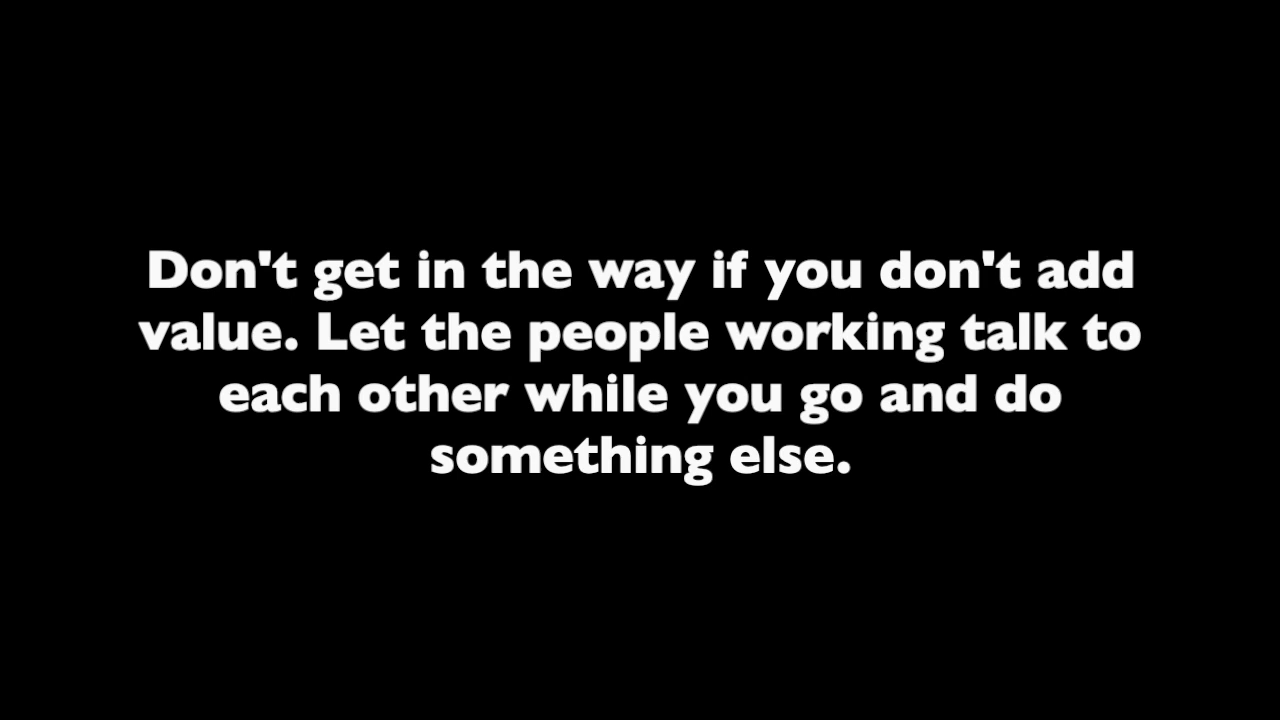 Don't get in the way if you don't add
value. Let the people working talk to
each other while you go and do
something else.